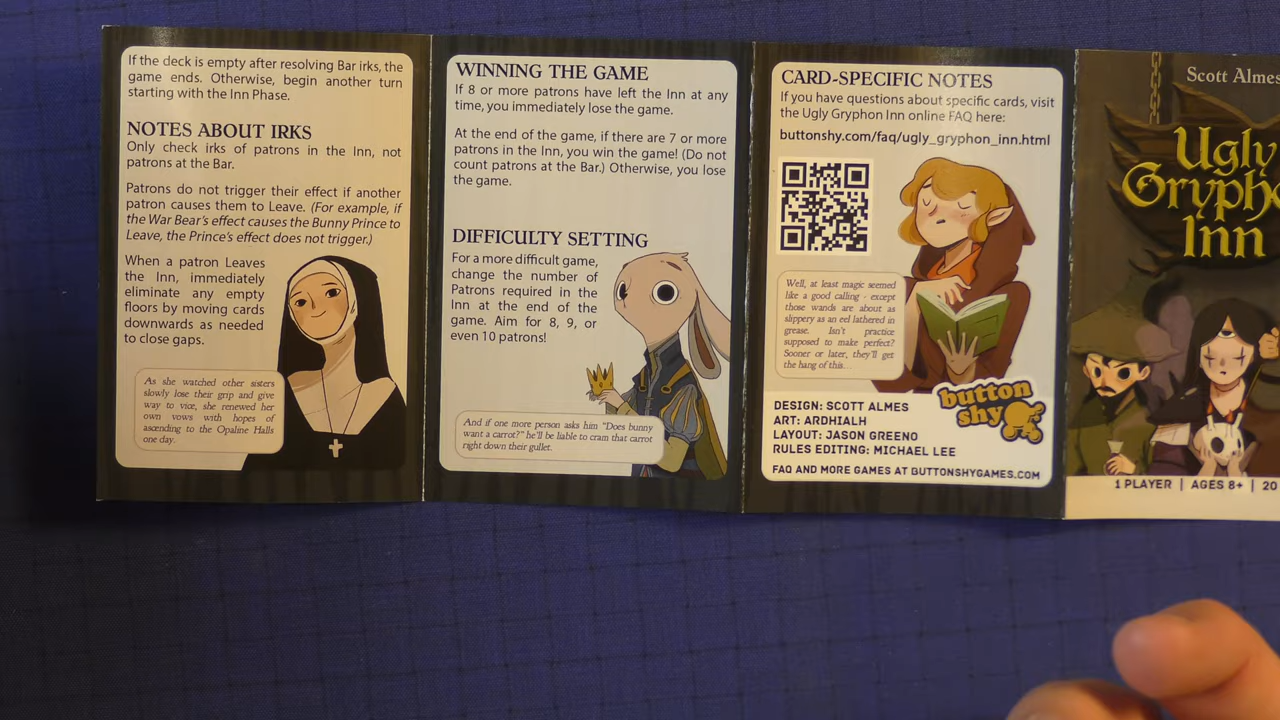 If the deck is empty after resolving Bar irks, the
game ends. Otherwise, begin another turn
starting with the Inn Phase.
NOTES ABOUT IRKS
Only check irks of patrons in the Inn, not
patrons at the Bar.
Patrons do not trigger their effect if another
patron causes them to Leave. (For example, if
the War Bear's effect causes the Bunny Prince to
Leave, the Prince's effect does not trigger.)
When a patron Leaves
the Inn, immediately
eliminate any empty
floors by moving cards
downwards as needed
to close gaps.
As she watched other sisters
slowly lose their grip and give
way to vice, she renewed her
own vows with hopes of
ascending to the Opaline Halls
one day.
WINNING THE GAME
If 8 or more patrons have left the Inn at any
time, you immediately lose the game.
At the end of the game, if there are 7 or more
patrons in the Inn, you win the game! (Do not
count patrons at the Bar.) Otherwise, you lose
the game.
DIFFICULTY SETTING
For a more difficult game,
change the number of
Patrons required in the
Inn at the end of the
game. Aim for 8, 9, or
even 10 patrons!
And if one more person asks him "Does bunny
want a carrot?" he'll be liable to cram that carrot
right down their gullet.
CARD-SPECIFIC NOTES
If you have questions about specific cards, visit
the Ugly Gryphon Inn online FAQ here:
buttonshy.com/faq/ugly_gryphon_inn.html
Well, at least magic seemed
like a good calling - except
those wands are about as
slippery as an eel lathered in
grease. Isn't practice
supposed to make perfect?
Sooner or later, they'll get
the hang of this...
button
shy
DESIGN: SCOTT ALMES
ART: ARDHIALH
LAYOUT: JASON GREENO
RULES EDITING: MICHAEL LEE
FAQ AND MORE GAMES AT BUTTONSHYGAMES.COM
Scott Almes
Ugly
Grypho
Inn
1 PLAYER | AGES 8+ | 20